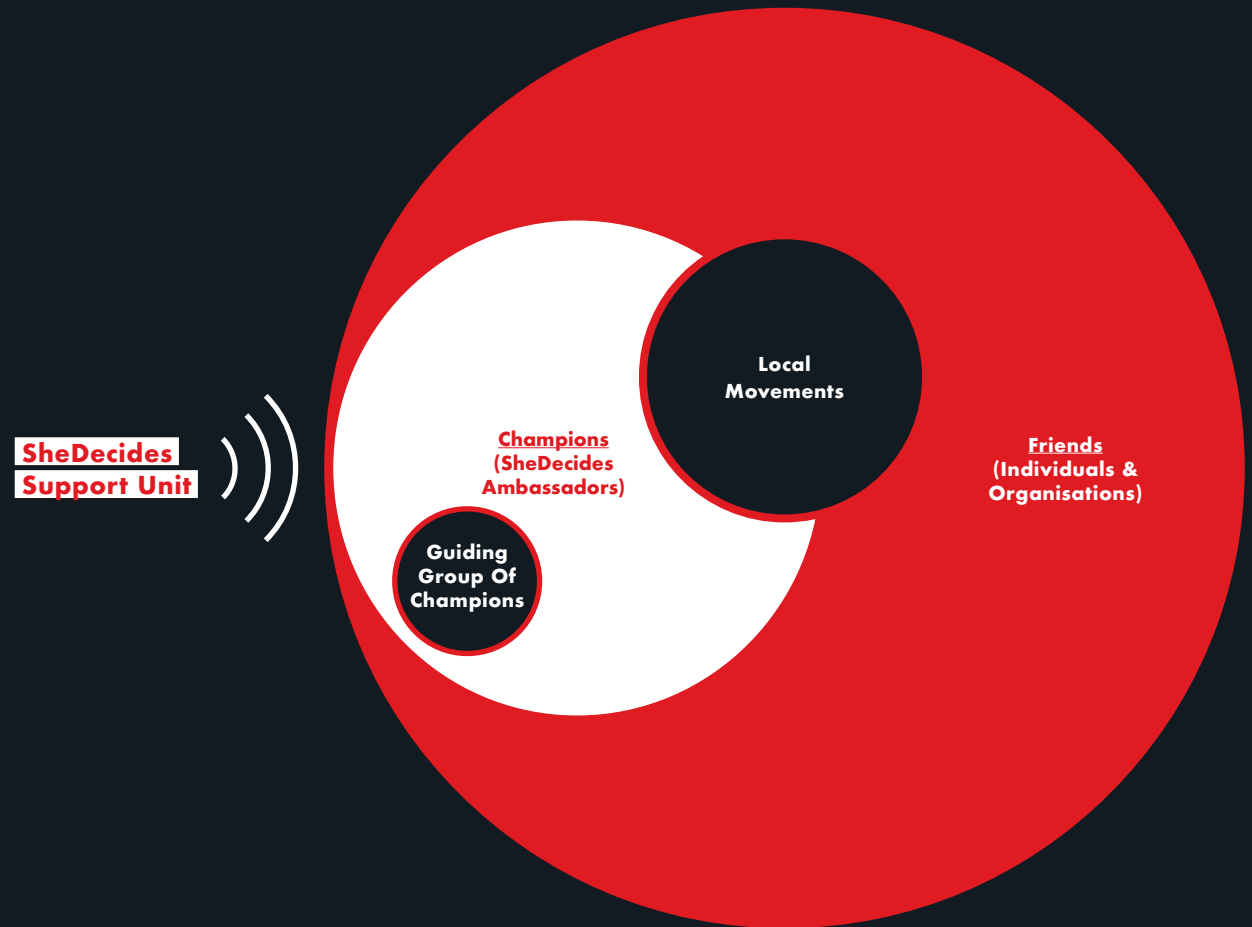 SheDecides
Support Unit
Champions
(SheDecides
Ambassadors)
Guiding
Group Of
Champions
Local
Movements
Friends
(Individuals &
Organisations)